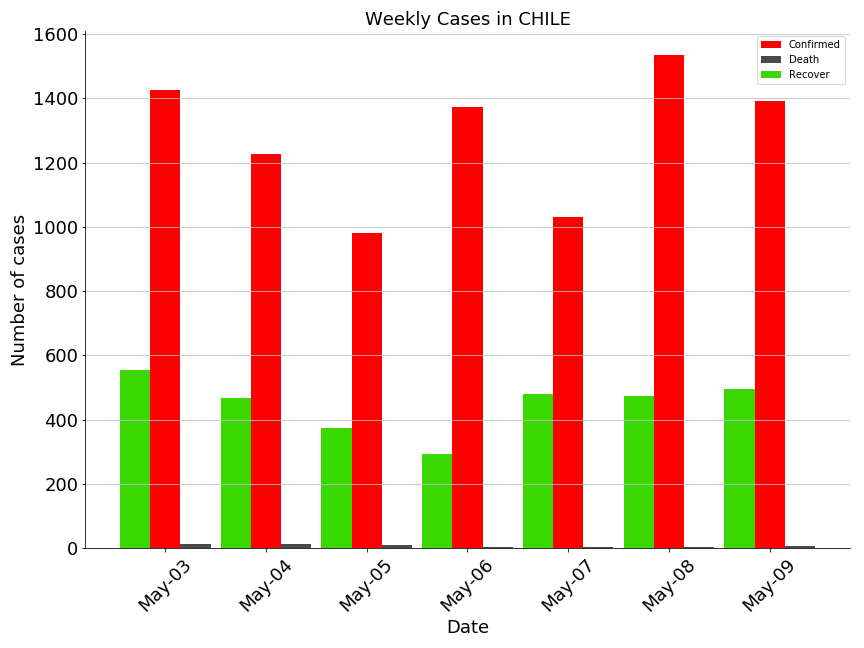 Weekly Cases in CHILE
Confirmed
Death
Recover
Number of cases
1600
1400
1200
1000
800
600
400
200
0
May-03
May-04
May-05
May-06
May-07
May-08
May-09
Date